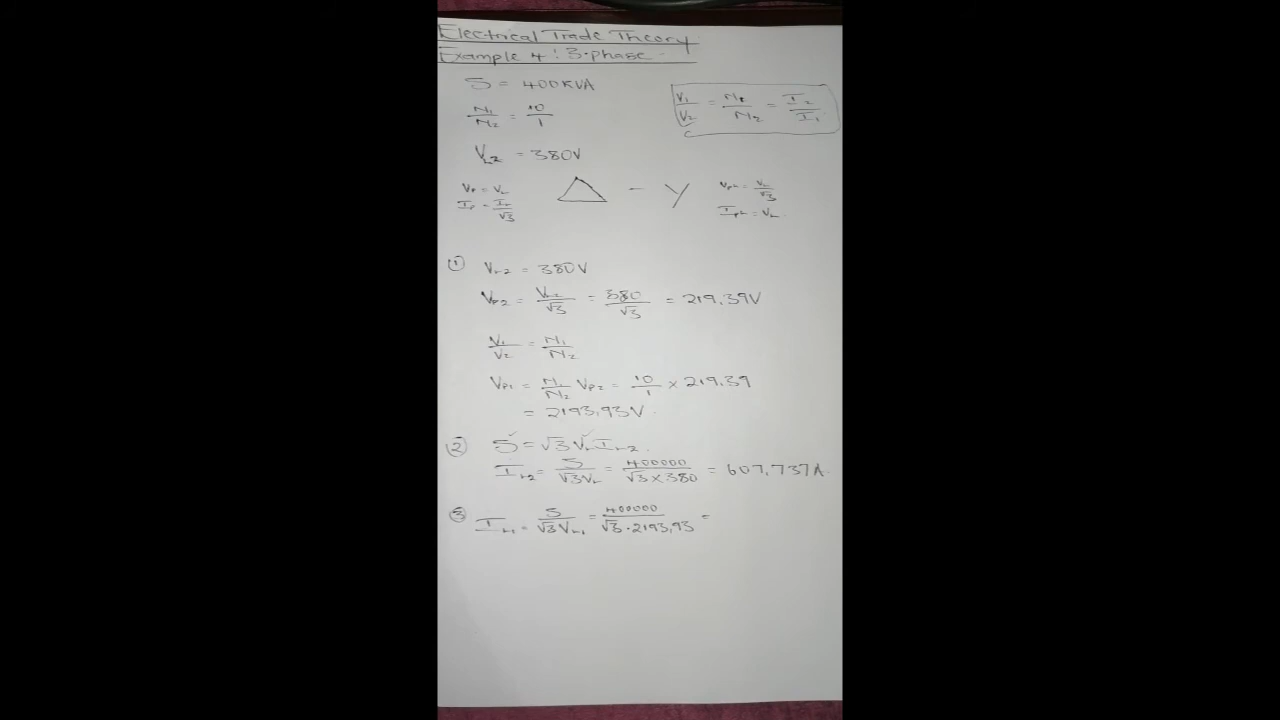 Electrical Trade Theory
Example 4: 3-phase
S = 400KVA
N1/N2 = 10/1
V1/V2 = N1/N2 = I2/I1
VL2 = 380V
VP = VL
IP = IL/√3
△ – Y
VP2 = VL/√3
IP2 = VL
① VL2 = 380V
VP2 = VL2/√3 = 380/√3 = 219,39V
V1/V2 = N1/N2
VP1 = N1/N2 VP2 = 10/1 × 219,39
= 2193,93V
② S = √3 VL IL2
IL2 = S/√3VL = 400000/√3×380 = 607,737A
③ IL1 = S/√3VL1 = 400000/√3·2193,93 =